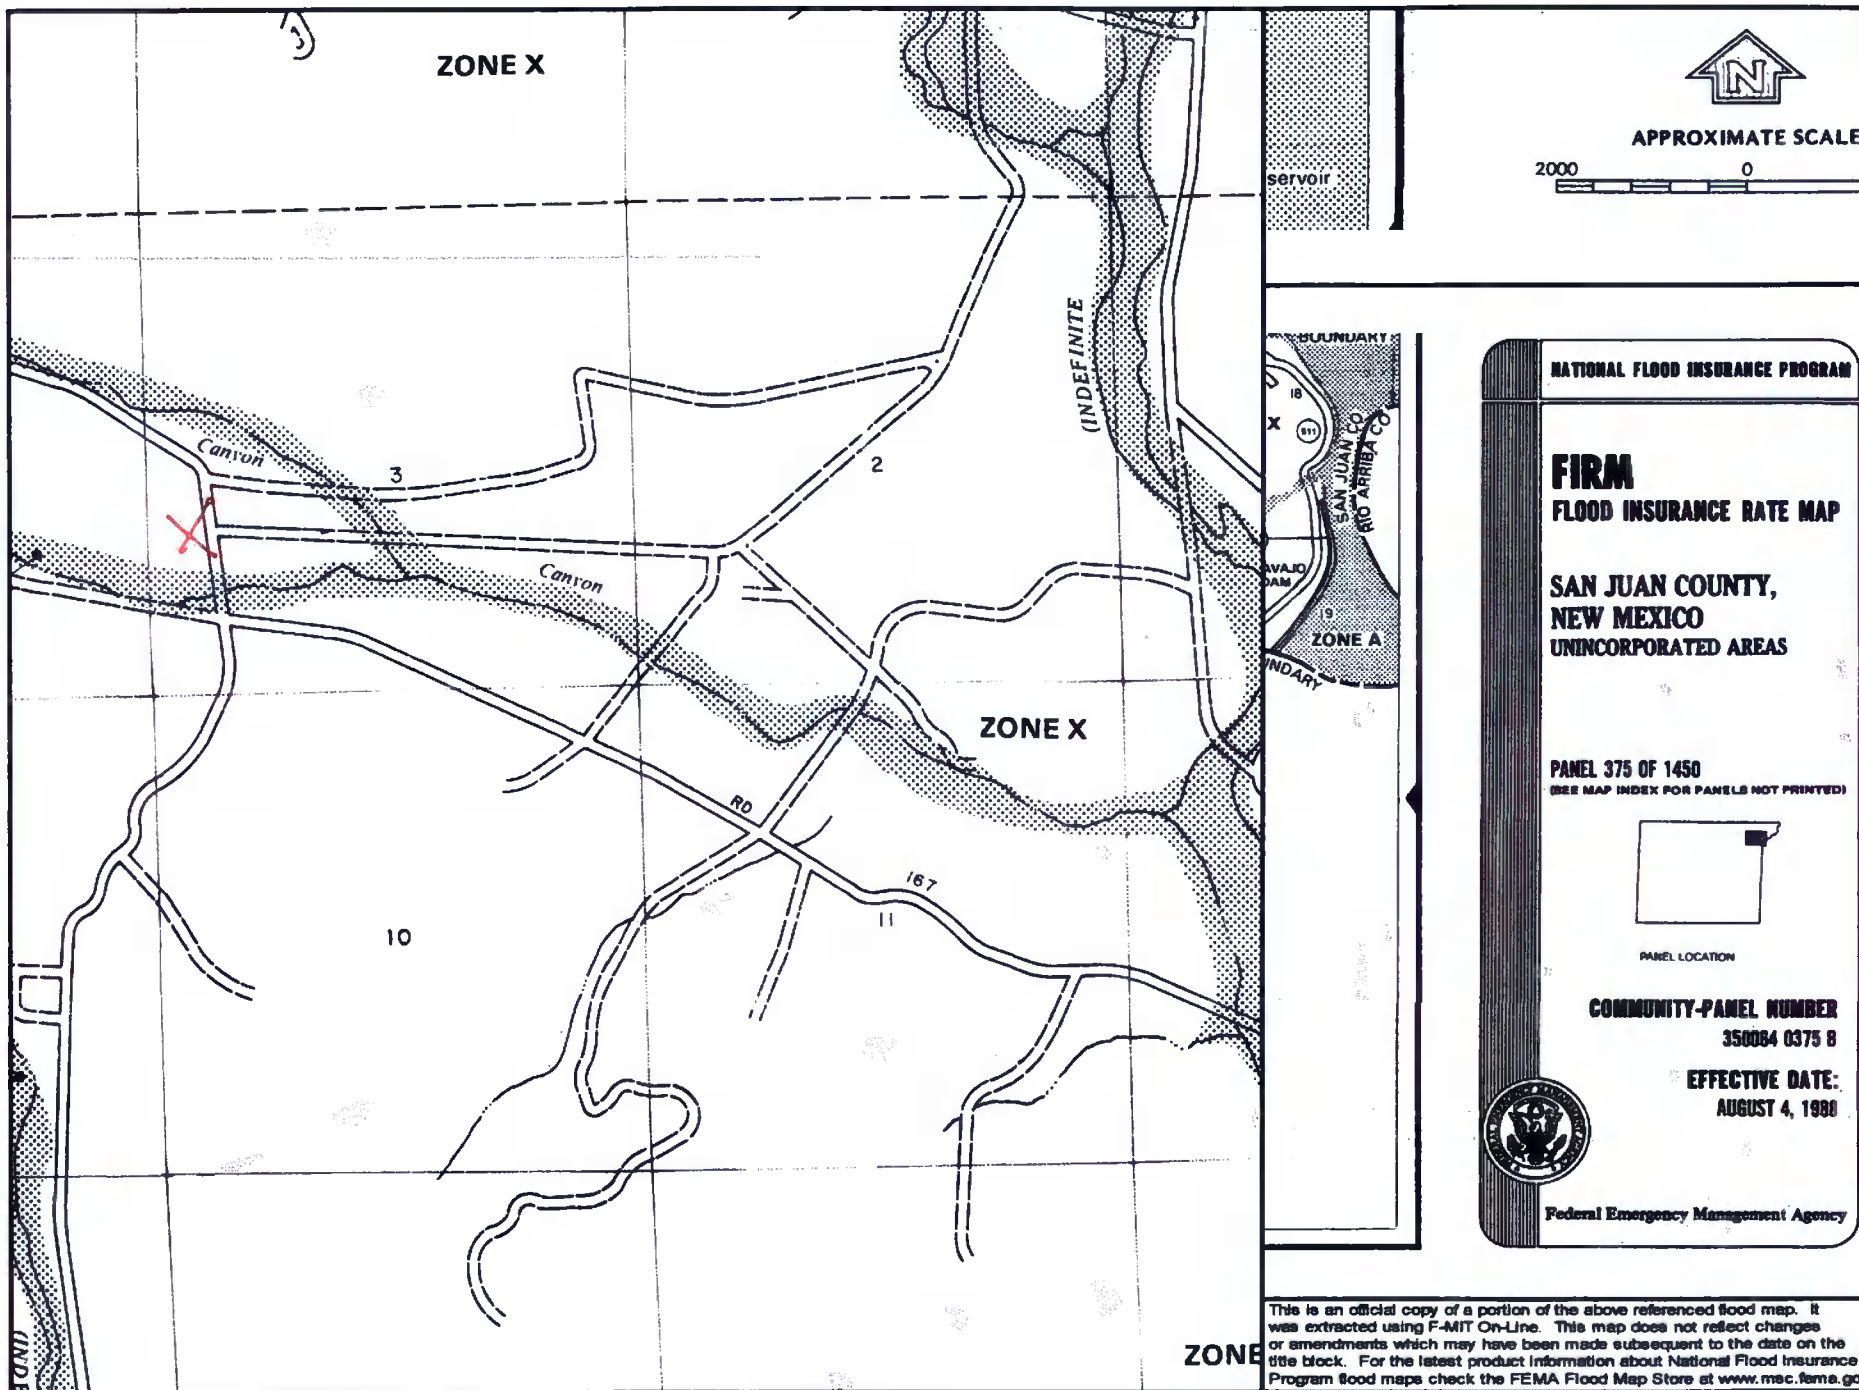 ZONE X
N
APPROXIMATE SCALE
2000 0
servoir
(INDEFINITE
BOUNDARY
18
X
511
SAN JUAN CO
RIO ARRIBA CO
AVAJO
DAM
19
ZONE A
UNDARY
Canyon
3
2
Canyon
ZONE X
RD
167
11
10
(INDE
ZONE
NATIONAL FLOOD INSURANCE PROGRAM
FIRM
FLOOD INSURANCE RATE MAP
SAN JUAN COUNTY,
NEW MEXICO
UNINCORPORATED AREAS
PANEL 375 OF 1450
(SEE MAP INDEX FOR PANELS NOT PRINTED)
PANEL LOCATION
COMMUNITY-PANEL NUMBER
350064 0375 B
EFFECTIVE DATE:
AUGUST 4, 1988
Federal Emergency Management Agency
This is an official copy of a portion of the above referenced flood map. It
was extracted using F-MIT On-Line. This map does not reflect changes
or amendments which may have been made subsequent to the date on the
title block. For the latest product information about National Flood Insurance
Program flood maps check the FEMA Flood Map Store at www.msc.fema.go